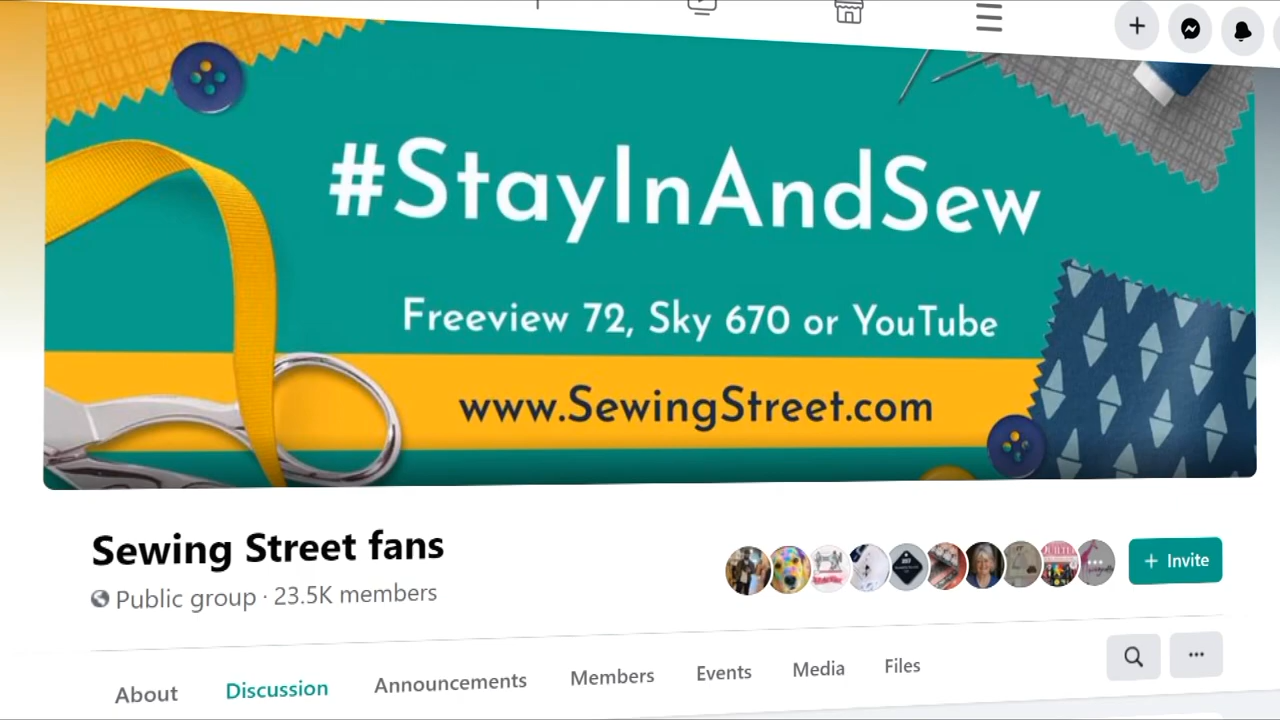 #StayInAndSew
Freeview 72, Sky 670 or YouTube
www.SewingStreet.com
Sewing Street fans
Public group · 23.5K members
+ Invite
About Discussion Announcements Members Events Media Files